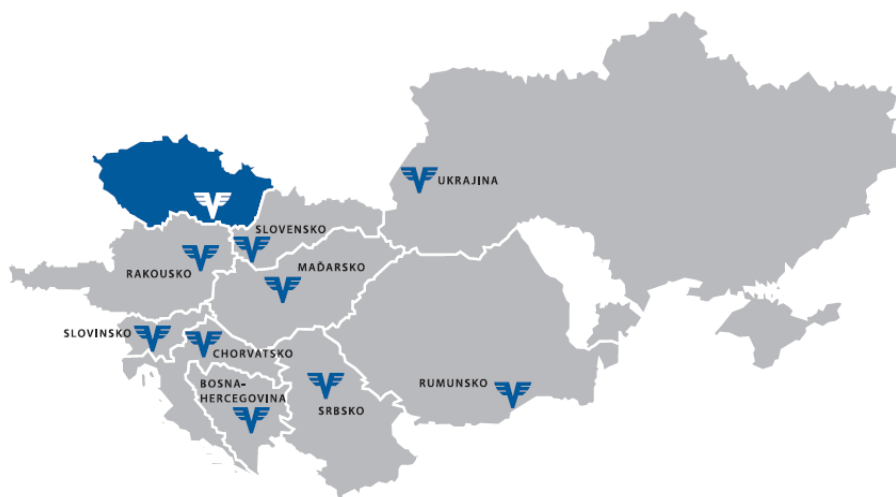 UKRAJINA
SLOVENSKO
RAKOUSKO
MAĎARSKO
SLOVINSKO
CHORVATSKO
BOSNA-
HERCEGOVINA
RUMUNSKO
SRBSKO